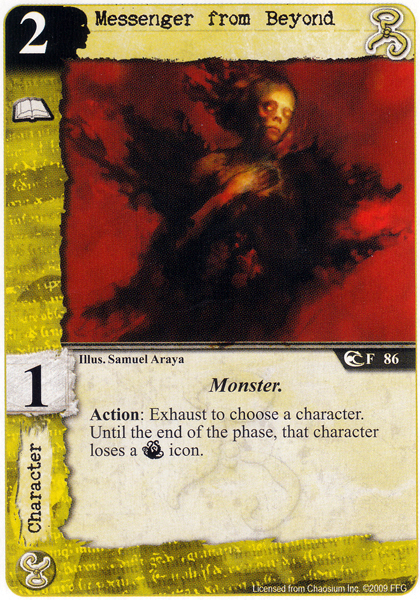 2
Messenger from Beyond
Illus. Samuel Araya
F 86
1
Monster.
Action: Exhaust to choose a character.
Until the end of the phase, that character
loses a icon.
Character
Licensed from Chaosium Inc. ©2009 FFG